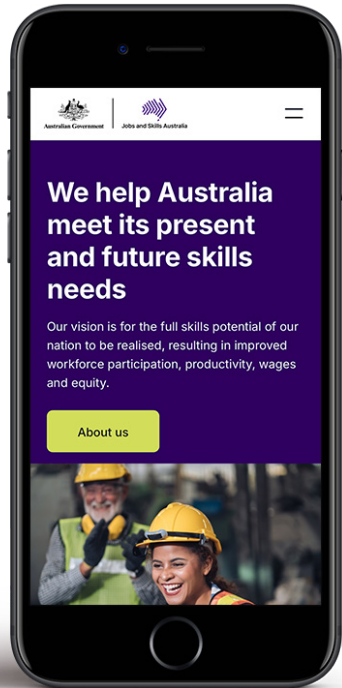 Australian Government
Jobs and Skills Australia
We help Australia
meet its present
and future skills
needs
Our vision is for the full skills potential of our
nation to be realised, resulting in improved
workforce participation, productivity, wages
and equity.
About us